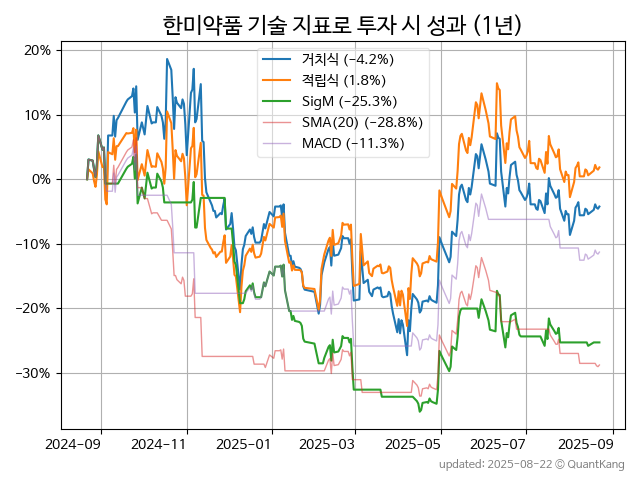 한미약품 기술 지표로 투자 시 성과 (1년)
거치식 (−4.2%)
적립식 (1.8%)
SigM (−25.3%)
SMA(20) (−28.8%)
MACD (−11.3%)
20%
10%
0%
−10%
−20%
−30%
2024-09 2024-11 2025-01 2025-03 2025-05 2025-07 2025-09
updated: 2025-08-22 © QuantKang